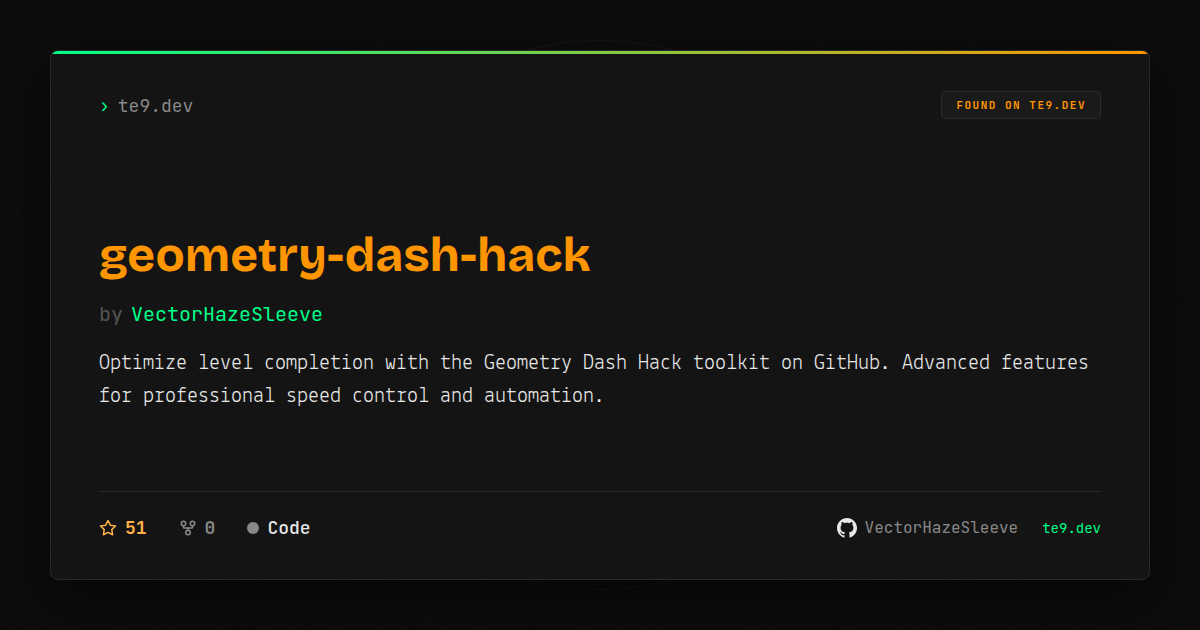 › te9.dev
FOUND ON TE9.DEV
geometry-dash-hack
by VectorHazeSleeve
Optimize level completion with the Geometry Dash Hack toolkit on GitHub. Advanced features
for professional speed control and automation.
51 0 Code
VectorHazeSleeve te9.dev